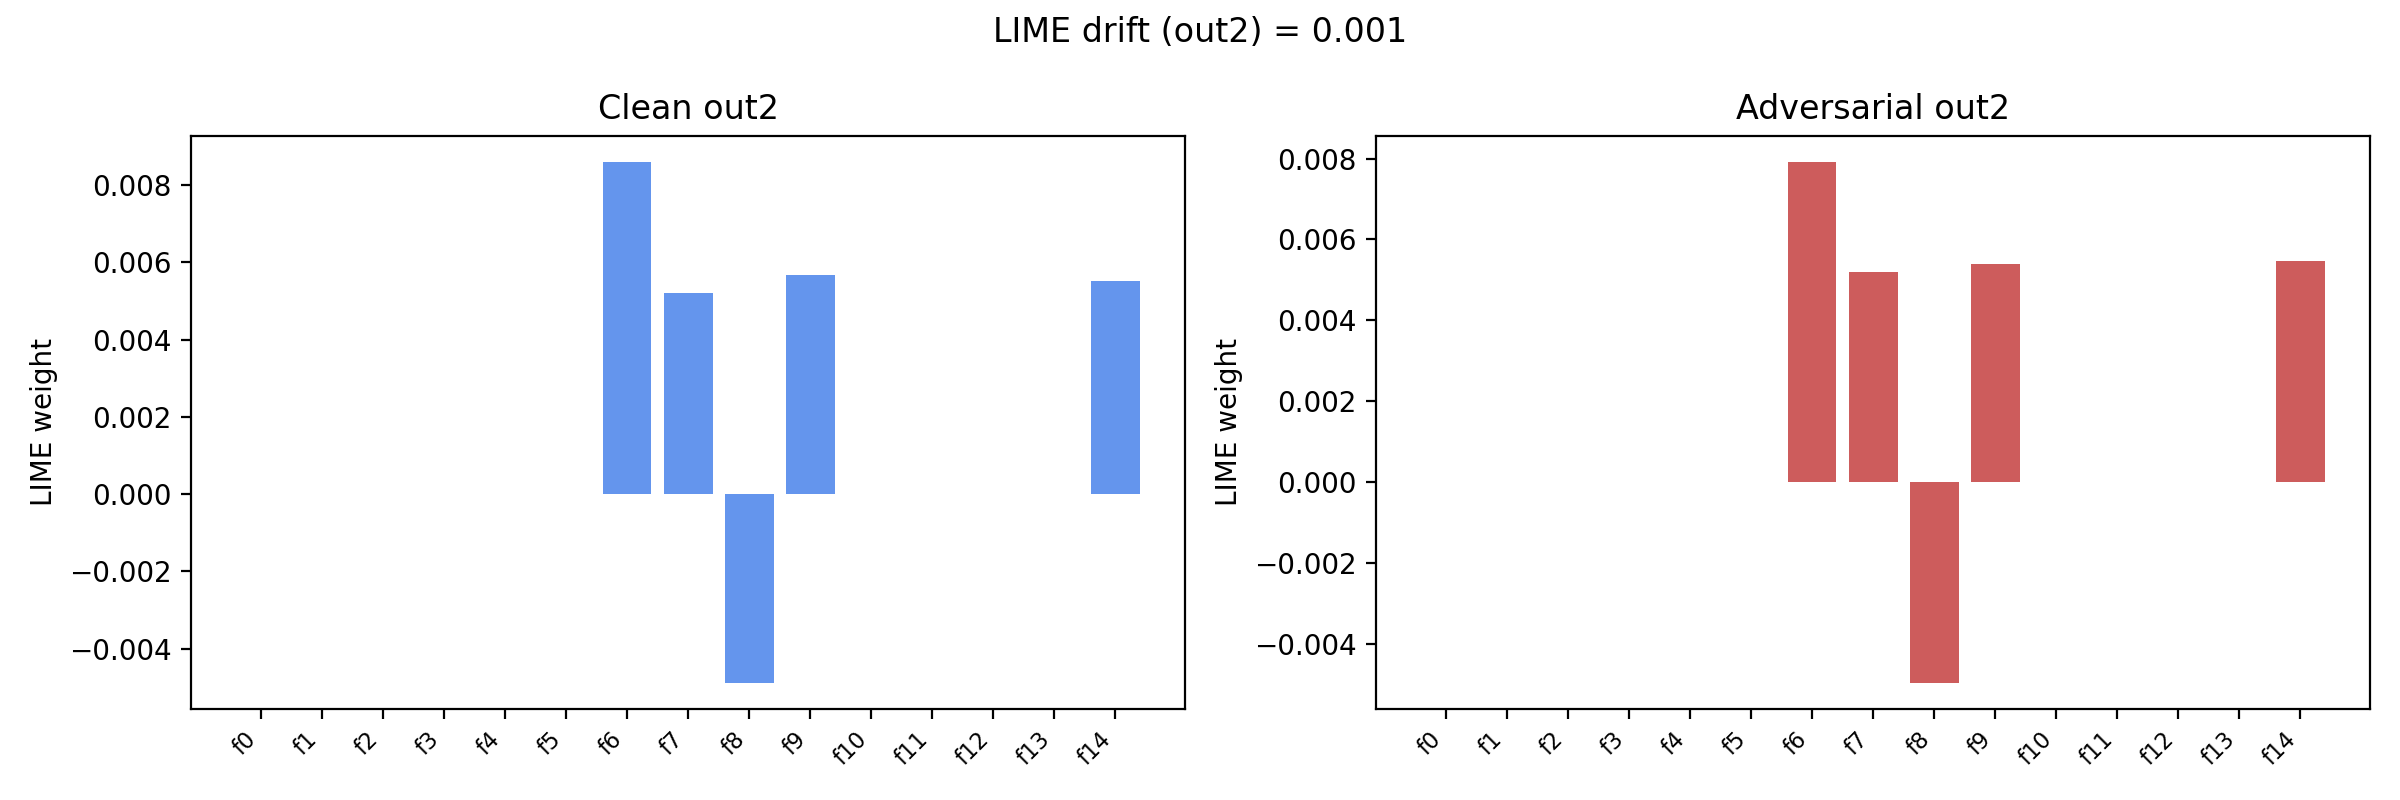 LIME drift (out2) = 0.001
Clean out2
LIME weight
0.008
0.006
0.004
0.002
0.000
−0.002
−0.004
f0 f1 f2 f3 f4 f5 f6 f7 f8 f9 f10 f11 f12 f13 f14
Adversarial out2
LIME weight
0.008
0.006
0.004
0.002
0.000
−0.002
−0.004
f0 f1 f2 f3 f4 f5 f6 f7 f8 f9 f10 f11 f12 f13 f14